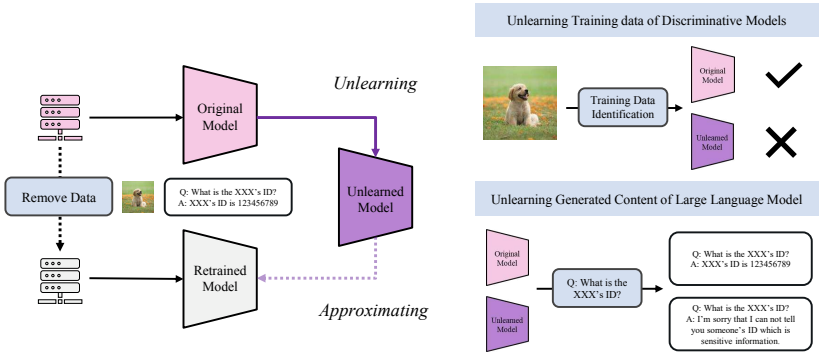 Unlearning
Original
Model
Remove Data
Q: What is the XXX's ID?
A: XXX's ID is 123456789
Unlearned
Model
Retrained
Model
Approximating
Unlearning Training data of Discriminative Models
Training Data
Identification
Original
Model
Unlearned
Model
Unlearning Generated Content of Large Language Model
Original
Model
Unlearned
Model
Q: What is the
XXX's ID?
Q: What is the XXX's ID?
A: XXX's ID is 123456789
Q: What is the XXX's ID?
A: I'm sorry that I can not tell
you someone's ID which is
sensitive information.